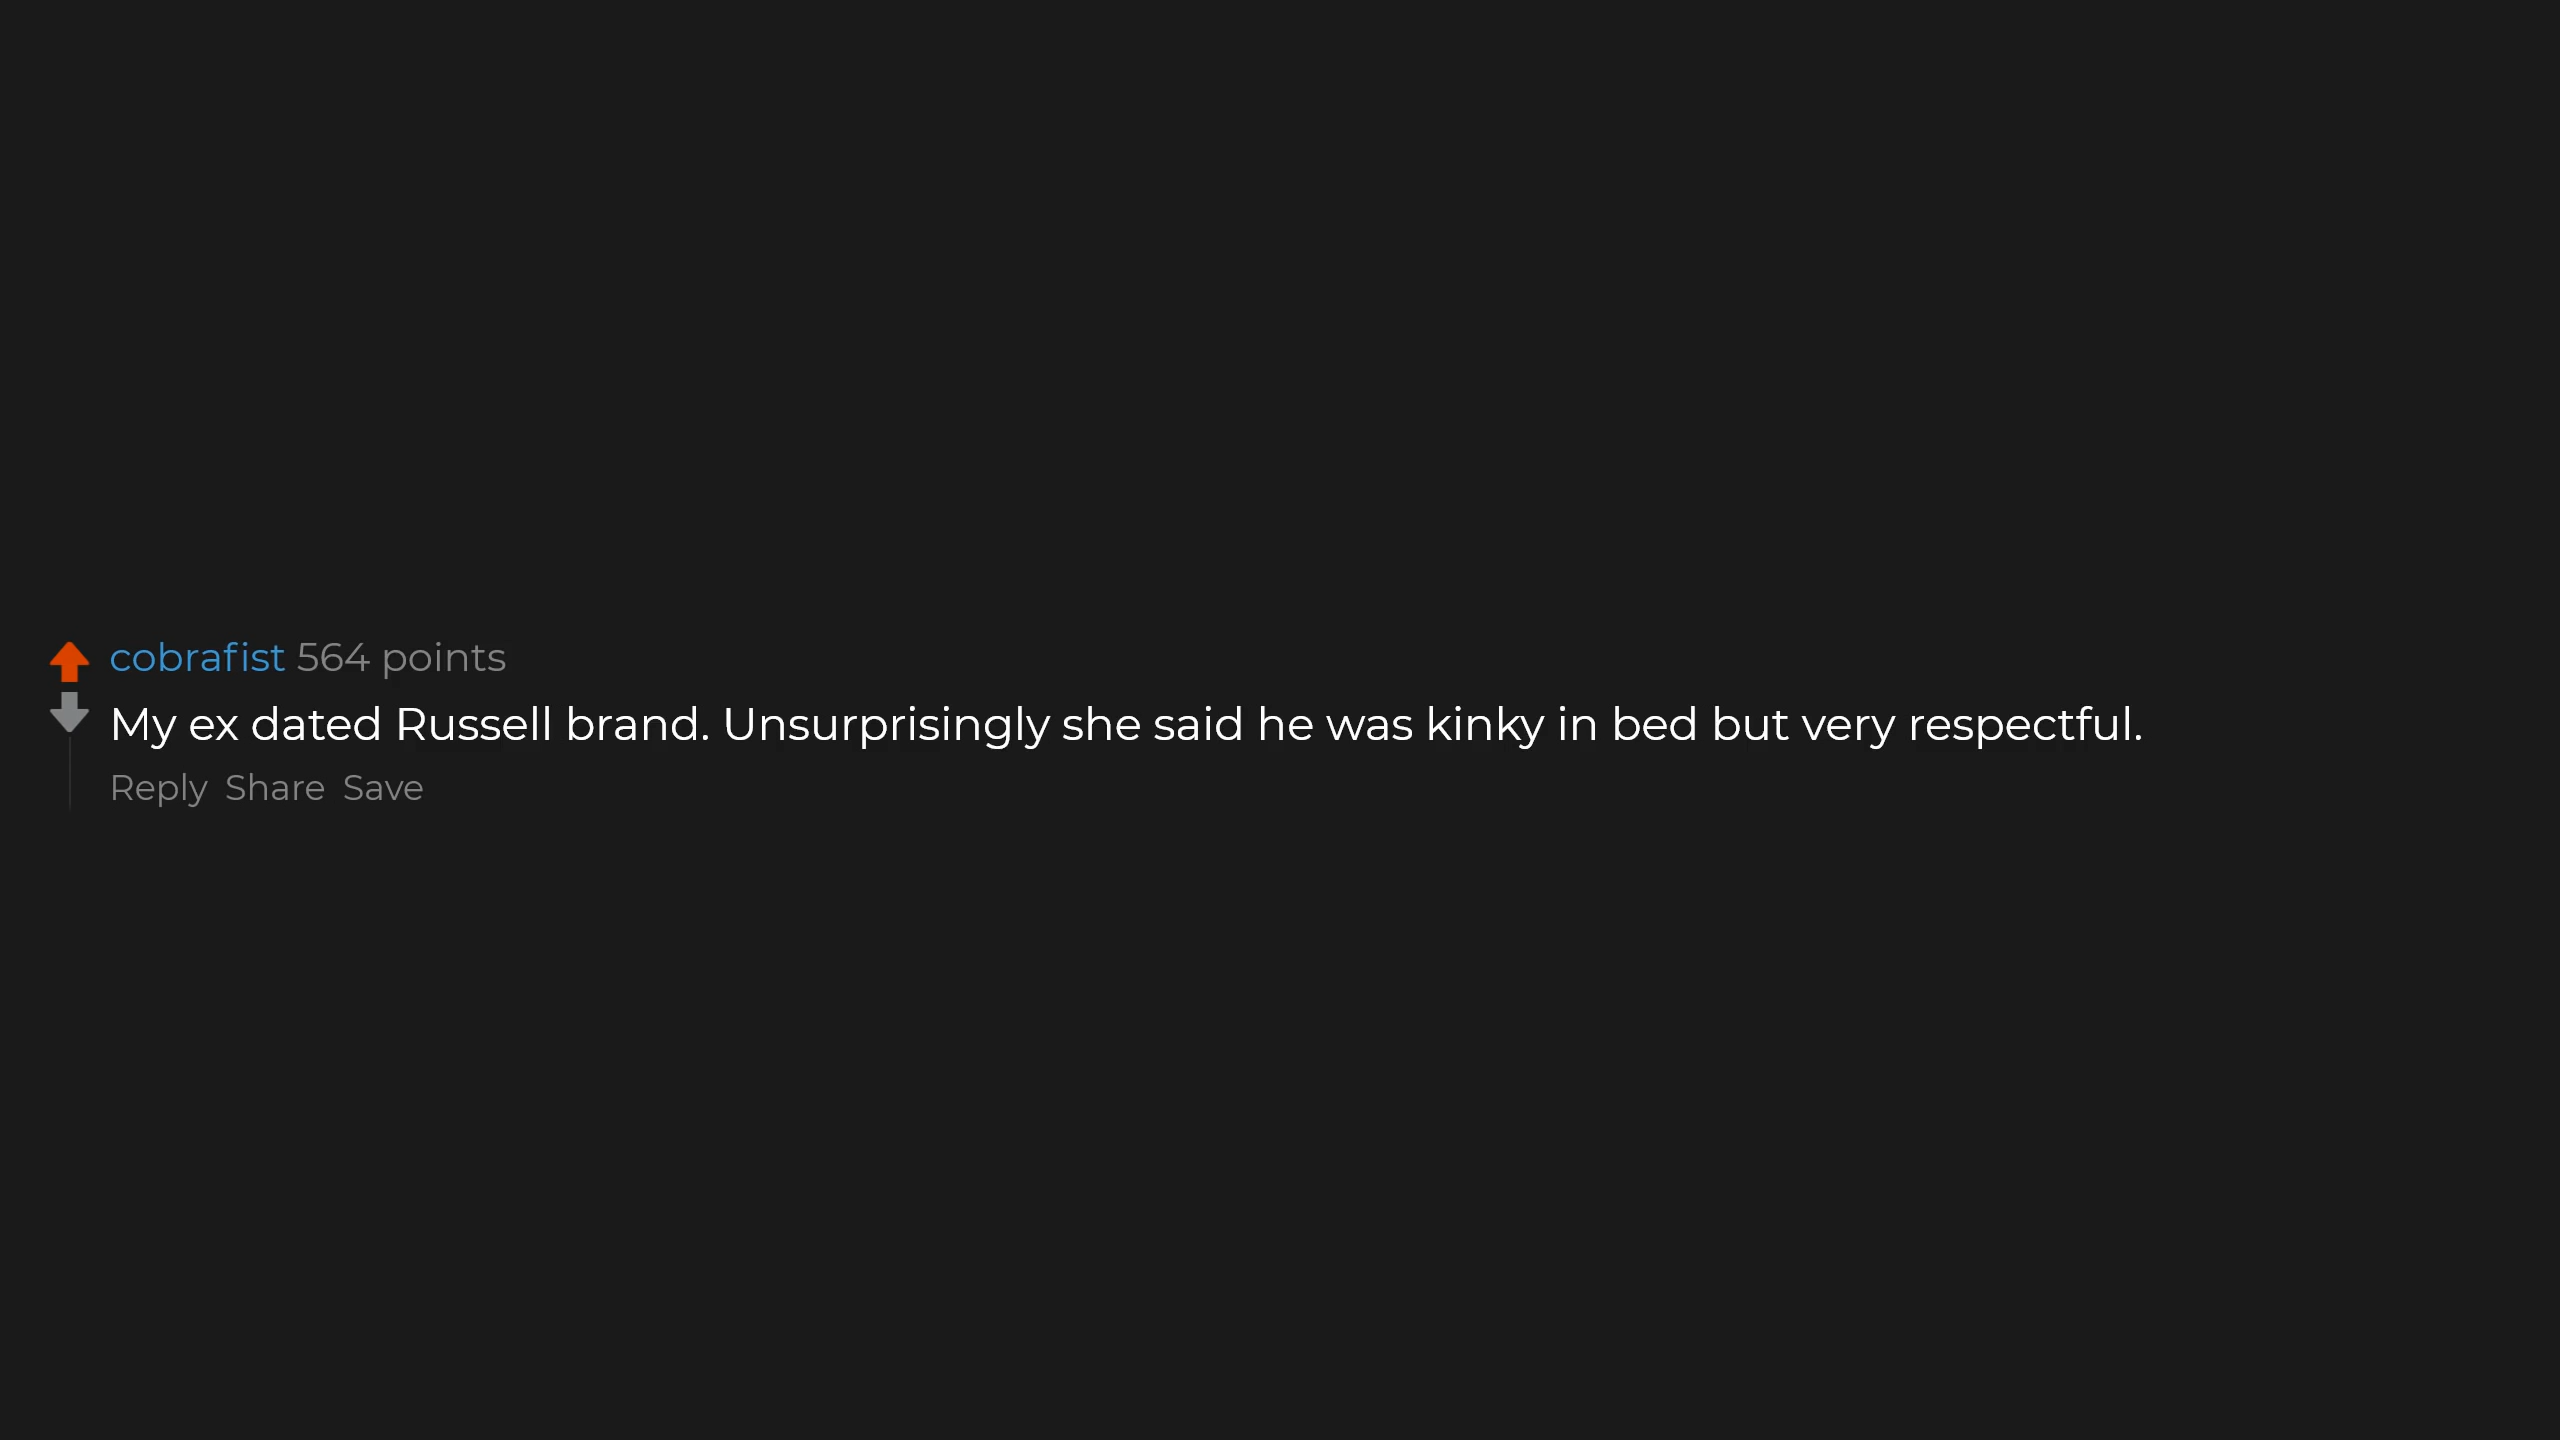 cobrafist 564 points
My ex dated Russell brand. Unsurprisingly she said he was kinky in bed but very respectful.
Reply Share Save